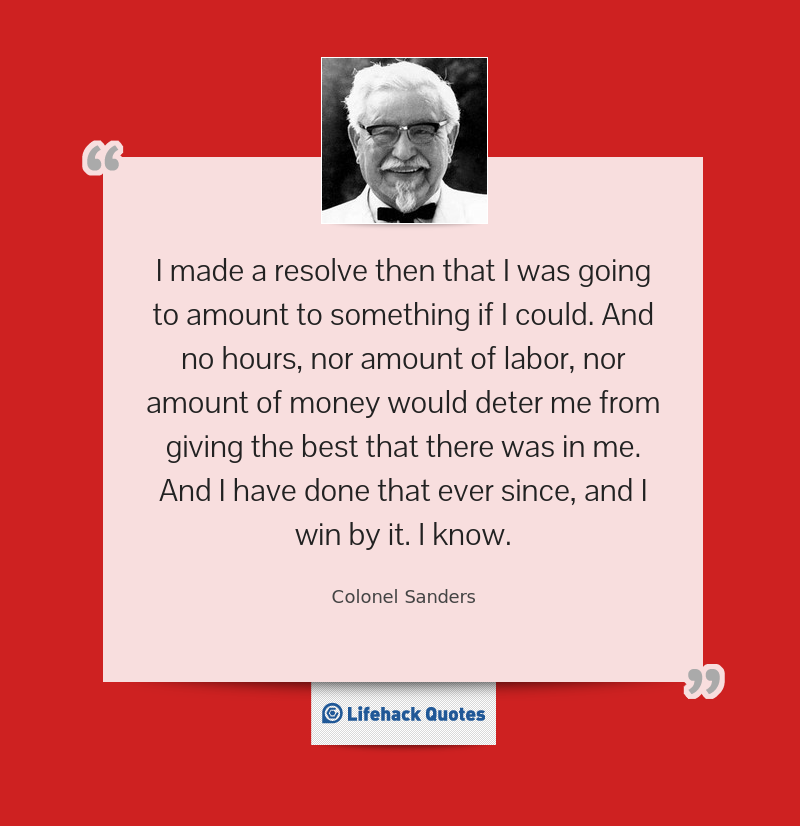 “
I made a resolve then that I was going
to amount to something if I could. And
no hours, nor amount of labor, nor
amount of money would deter me from
giving the best that there was in me.
And I have done that ever since, and I
win by it. I know.
Colonel Sanders
”
Lifehack Quotes